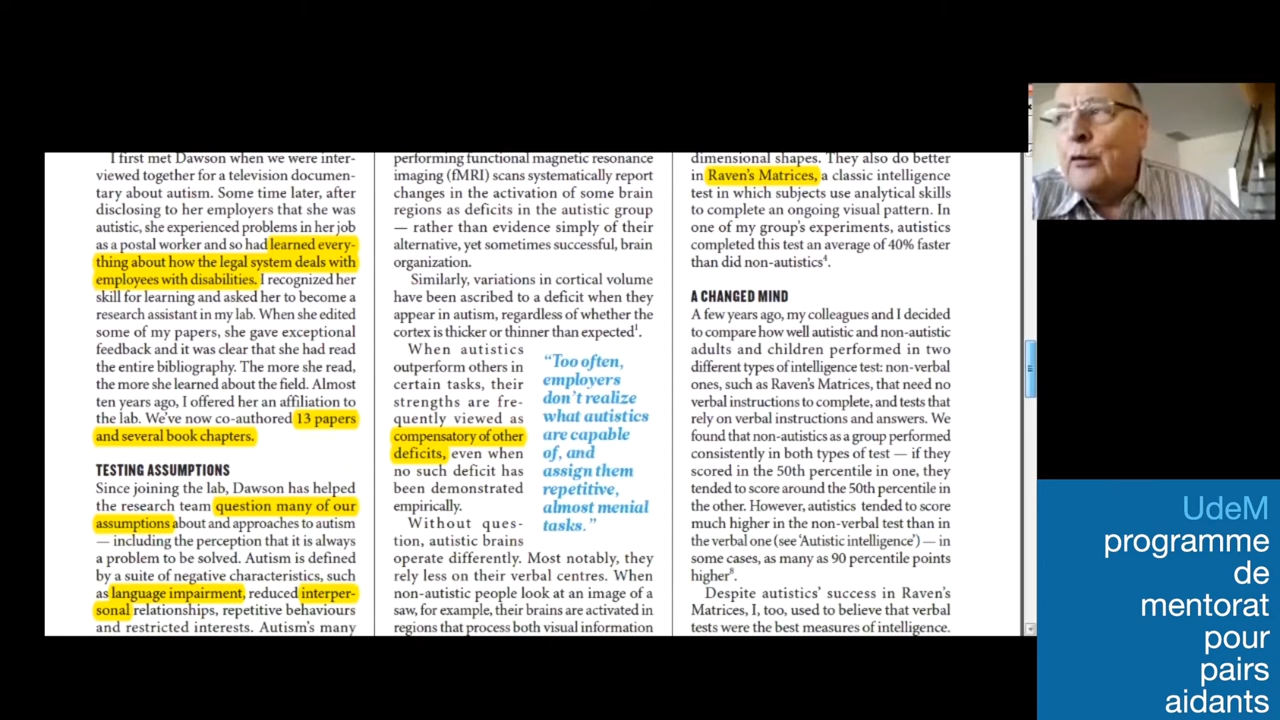 I first met Dawson when we were inter-
viewed together for a television documen-
tary about autism. Some time later, after
disclosing to her employers that she was
autistic, she experienced problems in her job
as a postal worker and so had learned every-
thing about how the legal system deals with
employees with disabilities. I recognized her
skill for learning and asked her to become a
research assistant in my lab. When she edited
some of my papers, she gave exceptional
feedback and it was clear that she had read
the entire bibliography. The more she read,
the more she learned about the field. Almost
ten years ago, I offered her an affiliation to
the lab. We've now co-authored 13 papers
and several book chapters.
TESTING ASSUMPTIONS
Since joining the lab, Dawson has helped
the research team question many of our
assumptions about and approaches to autism
— including the perception that it is always
a problem to be solved. Autism is defined
by a suite of negative characteristics, such
as language impairment, reduced interper-
sonal relationships, repetitive behaviours
and restricted interests. Autism's many
performing functional magnetic resonance
imaging (fMRI) scans systematically report
changes in the activation of some brain
regions as deficits in the autistic group
— rather than evidence simply of their
alternative, yet sometimes successful, brain
organization.
Similarly, variations in cortical volume
have been ascribed to a deficit when they
appear in autism, regardless of whether the
cortex is thicker or thinner than expected¹.
When autistics
outperform others in
certain tasks, their
strengths are fre-
quently viewed as
compensatory of other
deficits, even when
no such deficit has
been demonstrated
empirically.
Without ques-
tion, autistic brains
operate differently. Most notably, they
rely less on their verbal centres. When
non-autistic people look at an image of a
saw, for example, their brains are activated in
regions that process both visual information
“Too often,
employers
don't realize
what autistics
are capable
of, and
assign them
repetitive,
almost menial
tasks.”
dimensional shapes. They also do better
in Raven's Matrices, a classic intelligence
test in which subjects use analytical skills
to complete an ongoing visual pattern. In
one of my group's experiments, autistics
completed this test an average of 40% faster
than did non-autistics⁴.
A CHANGED MIND
A few years ago, my colleagues and I decided
to compare how well autistic and non-autistic
adults and children performed in two
different types of intelligence test: non-verbal
ones, such as Raven's Matrices, that need no
verbal instructions to complete, and tests that
rely on verbal instructions and answers. We
found that non-autistics as a group performed
consistently in both types of test — if they
scored in the 50th percentile in one, they
tended to score around the 50th percentile in
the other. However, autistics tended to score
much higher in the non-verbal test than in
the verbal one (see 'Autistic intelligence') — in
some cases, as many as 90 percentile points
higher⁸.
Despite autistics' success in Raven's
Matrices, I, too, used to believe that verbal
tests were the best measures of intelligence.
UdeM
programme
de
mentorat
pour
pairs
aidants